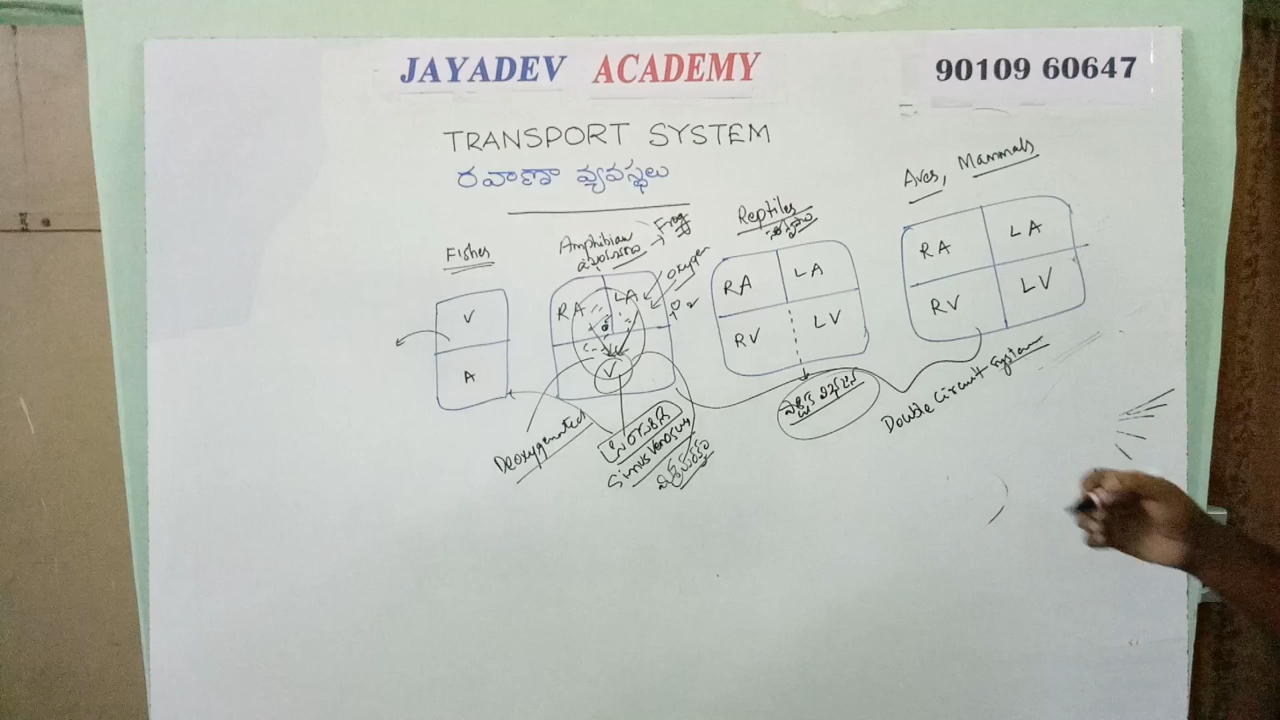 JAYADEV ACADEMY
90109 60647
TRANSPORT SYSTEM
రవాణా వ్యవస్థలు
Fishes
V
A
Amphibian → Frog
Oxygen
RA LA
V
Deoxygenated
Sinus Venosus
Reptiles
RA LA
RV LV
Aves, Mammals
RA LA
RV LV
Double Circuit System